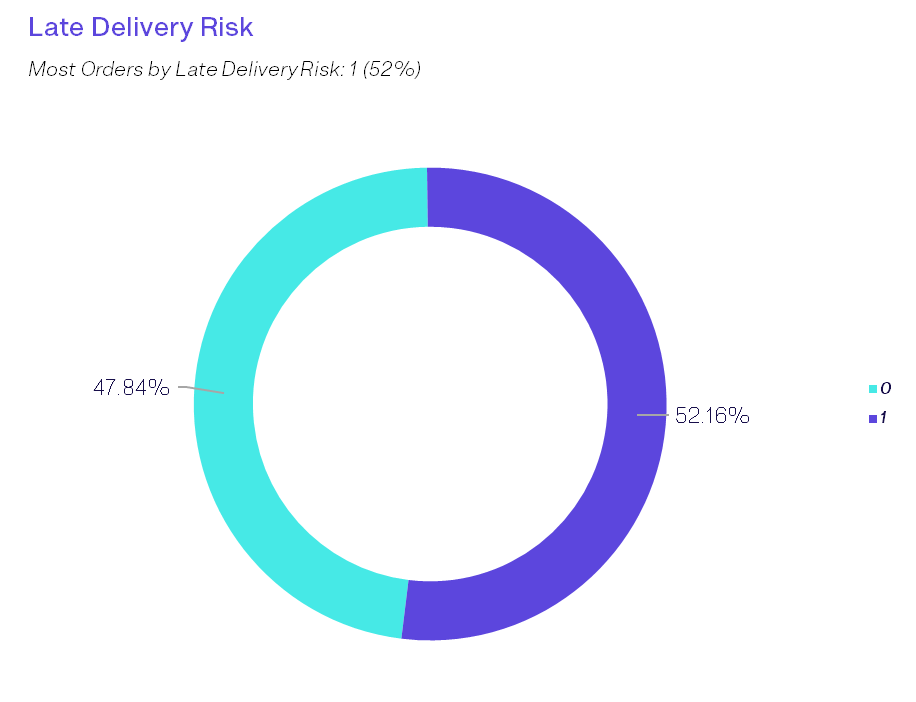 Late Delivery Risk
Most Orders by Late Delivery Risk: 1 (52%)
47.84%
52.16%
0
1